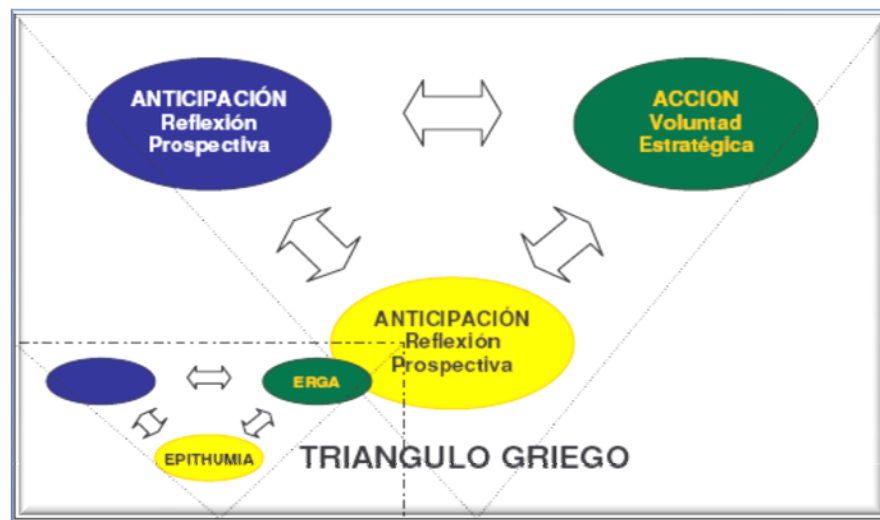 ANTICIPACIÓN
Reflexión
Prospectiva
ACCION
Voluntad
Estratégica
ANTICIPACIÓN
Reflexión
Prospectiva
ERGA
EPITHUMIA
TRIANGULO GRIEGO